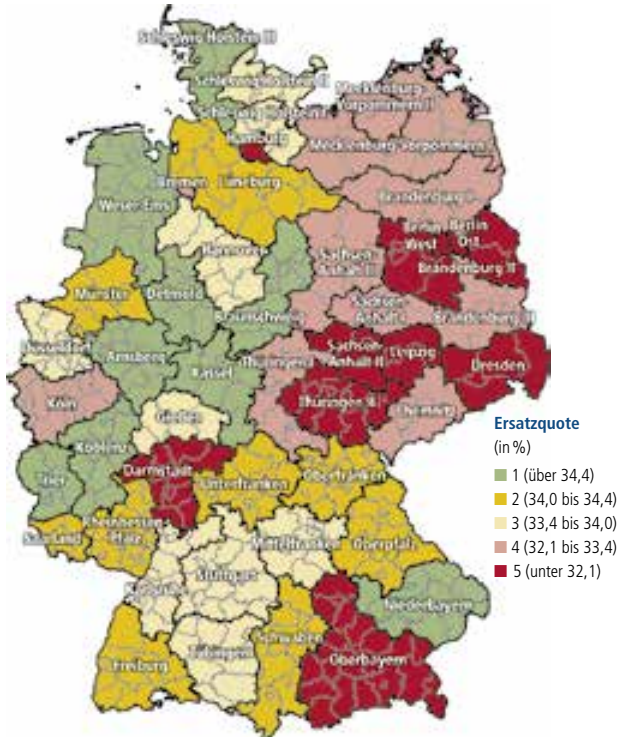 Schleswig Holstein III
Schleswig Holstein II
Mecklenburg-
Vorpommern II
Schleswig Holstein I
Hamburg
Mecklenburg-Vorpommern I
Bremen
Lüneburg
Brandenburg I
Weser-Ems
Berlin
West
Berlin
Ost
Hannover
Sachsen-
Anhalt I
Brandenburg II
Münster
Detmold
Braunschweig
Sachsen-
Anhalt
Brandenburg III
Düsseldorf
Arnsberg
Kassel
Thüringen I
Sachsen-
Anhalt II
Leipzig
Dresden
Köln
Gießen
Thüringen II
Chemnitz
Koblenz
Trier
Darmstadt
Unterfranken
Oberfranken
Saarland
Rheinhessen-
Pfalz
Mittelfranken
Oberpfalz
Karlsruhe
Stuttgart
Niederbayern
Freiburg
Tübingen
Schwaben
Oberbayern
Ersatzquote
(in %)
1 (über 34,4)
2 (34,0 bis 34,4)
3 (33,4 bis 34,0)
4 (32,1 bis 33,4)
5 (unter 32,1)